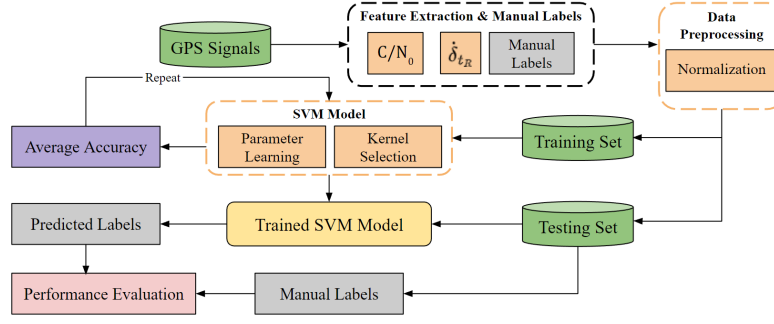 Feature Extraction & Manual Labels
Data
Preprocessing
GPS Signals
C/N₀
δ̇_{t_R}
Manual
Labels
Normalization
Repeat
SVM Model
Parameter
Learning
Kernel
Selection
Training Set
Average Accuracy
Predicted Labels
Trained SVM Model
Testing Set
Performance Evaluation
Manual Labels